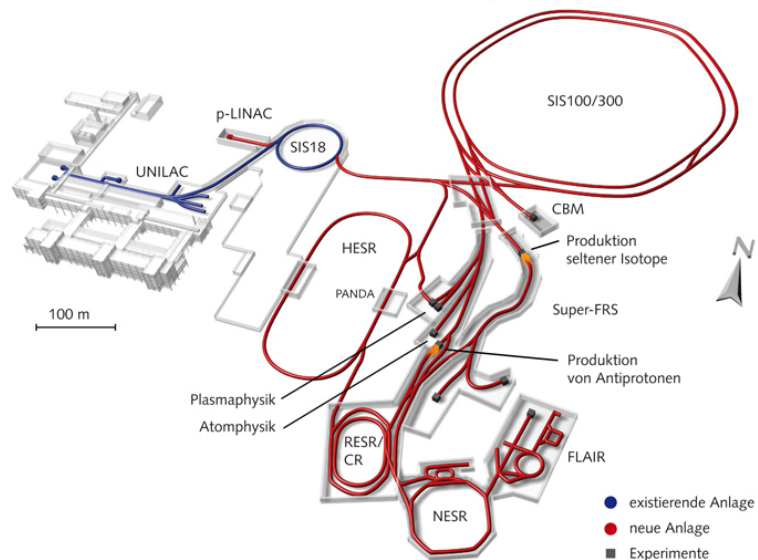 SIS100/300
p-LINAC
SIS18
UNILAC
CBM
N
Produktion
seltener Isotope
HESR
PANDA
100 m
Super-FRS
Plasmaphysik
Produktion
von Antiprotonen
Atomphysik
RESR/
CR
FLAIR
NESR
existierende Anlage
neue Anlage
Experimente